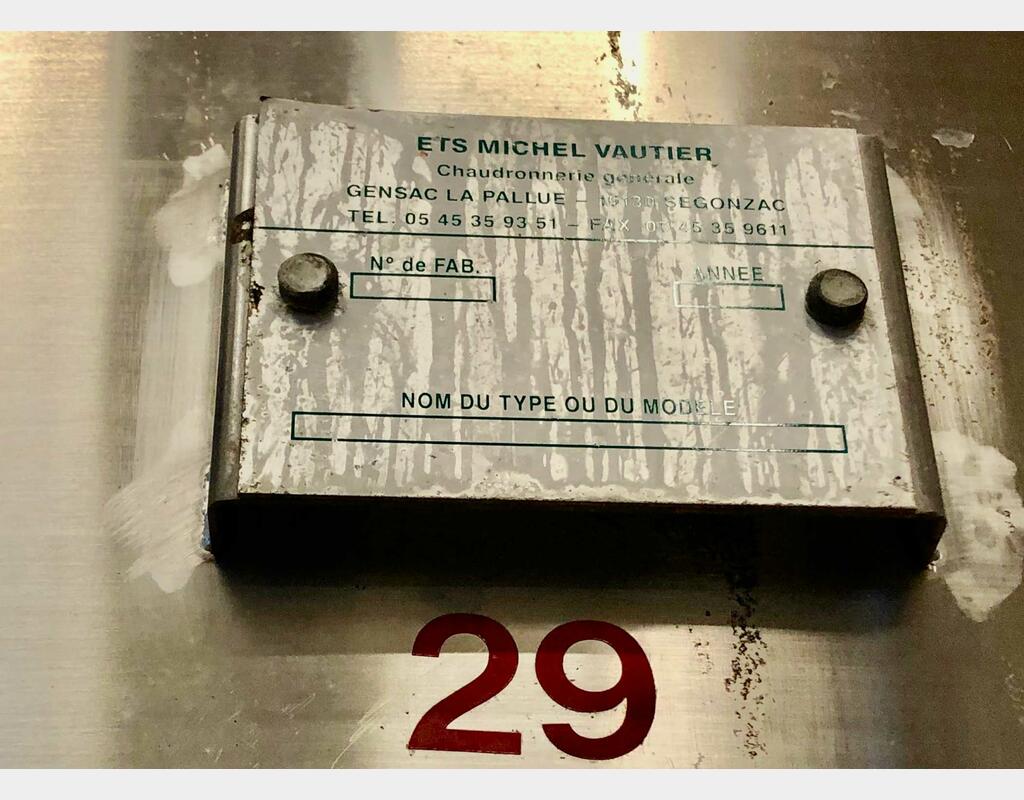 ETS MICHEL VAUTIER
Chaudronnerie générale
GENSAC LA PALLUE – 16130 SEGONZAC
TEL. 05 45 35 93 51 – FAX 05 45 35 9611
N° de FAB.
ANNEE
NOM DU TYPE OU DU MODELE
29